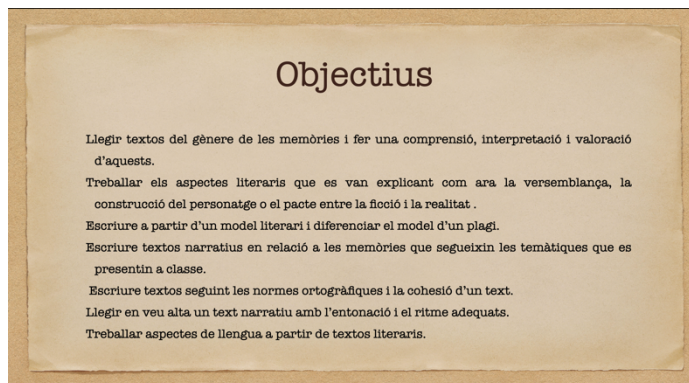 Objectius
Llegir textos del gènere de les memòries i fer una comprensió, interpretació i valoració
d'aquests.
Treballar els aspectes literaris que es van explicant com ara la versemblança, la
construcció del personatge o el pacte entre la ficció i la realitat .
Escriure a partir d'un model literari i diferenciar el model d'un plagi.
Escriure textos narratius en relació a les memòries que segueixin les temàtiques que es
presentin a classe.
Escriure textos seguint les normes ortogràfiques i la cohesió d'un text.
Llegir en veu alta un text narratiu amb l'entonació i el ritme adequats.
Treballar aspectes de llengua a partir de textos literaris.